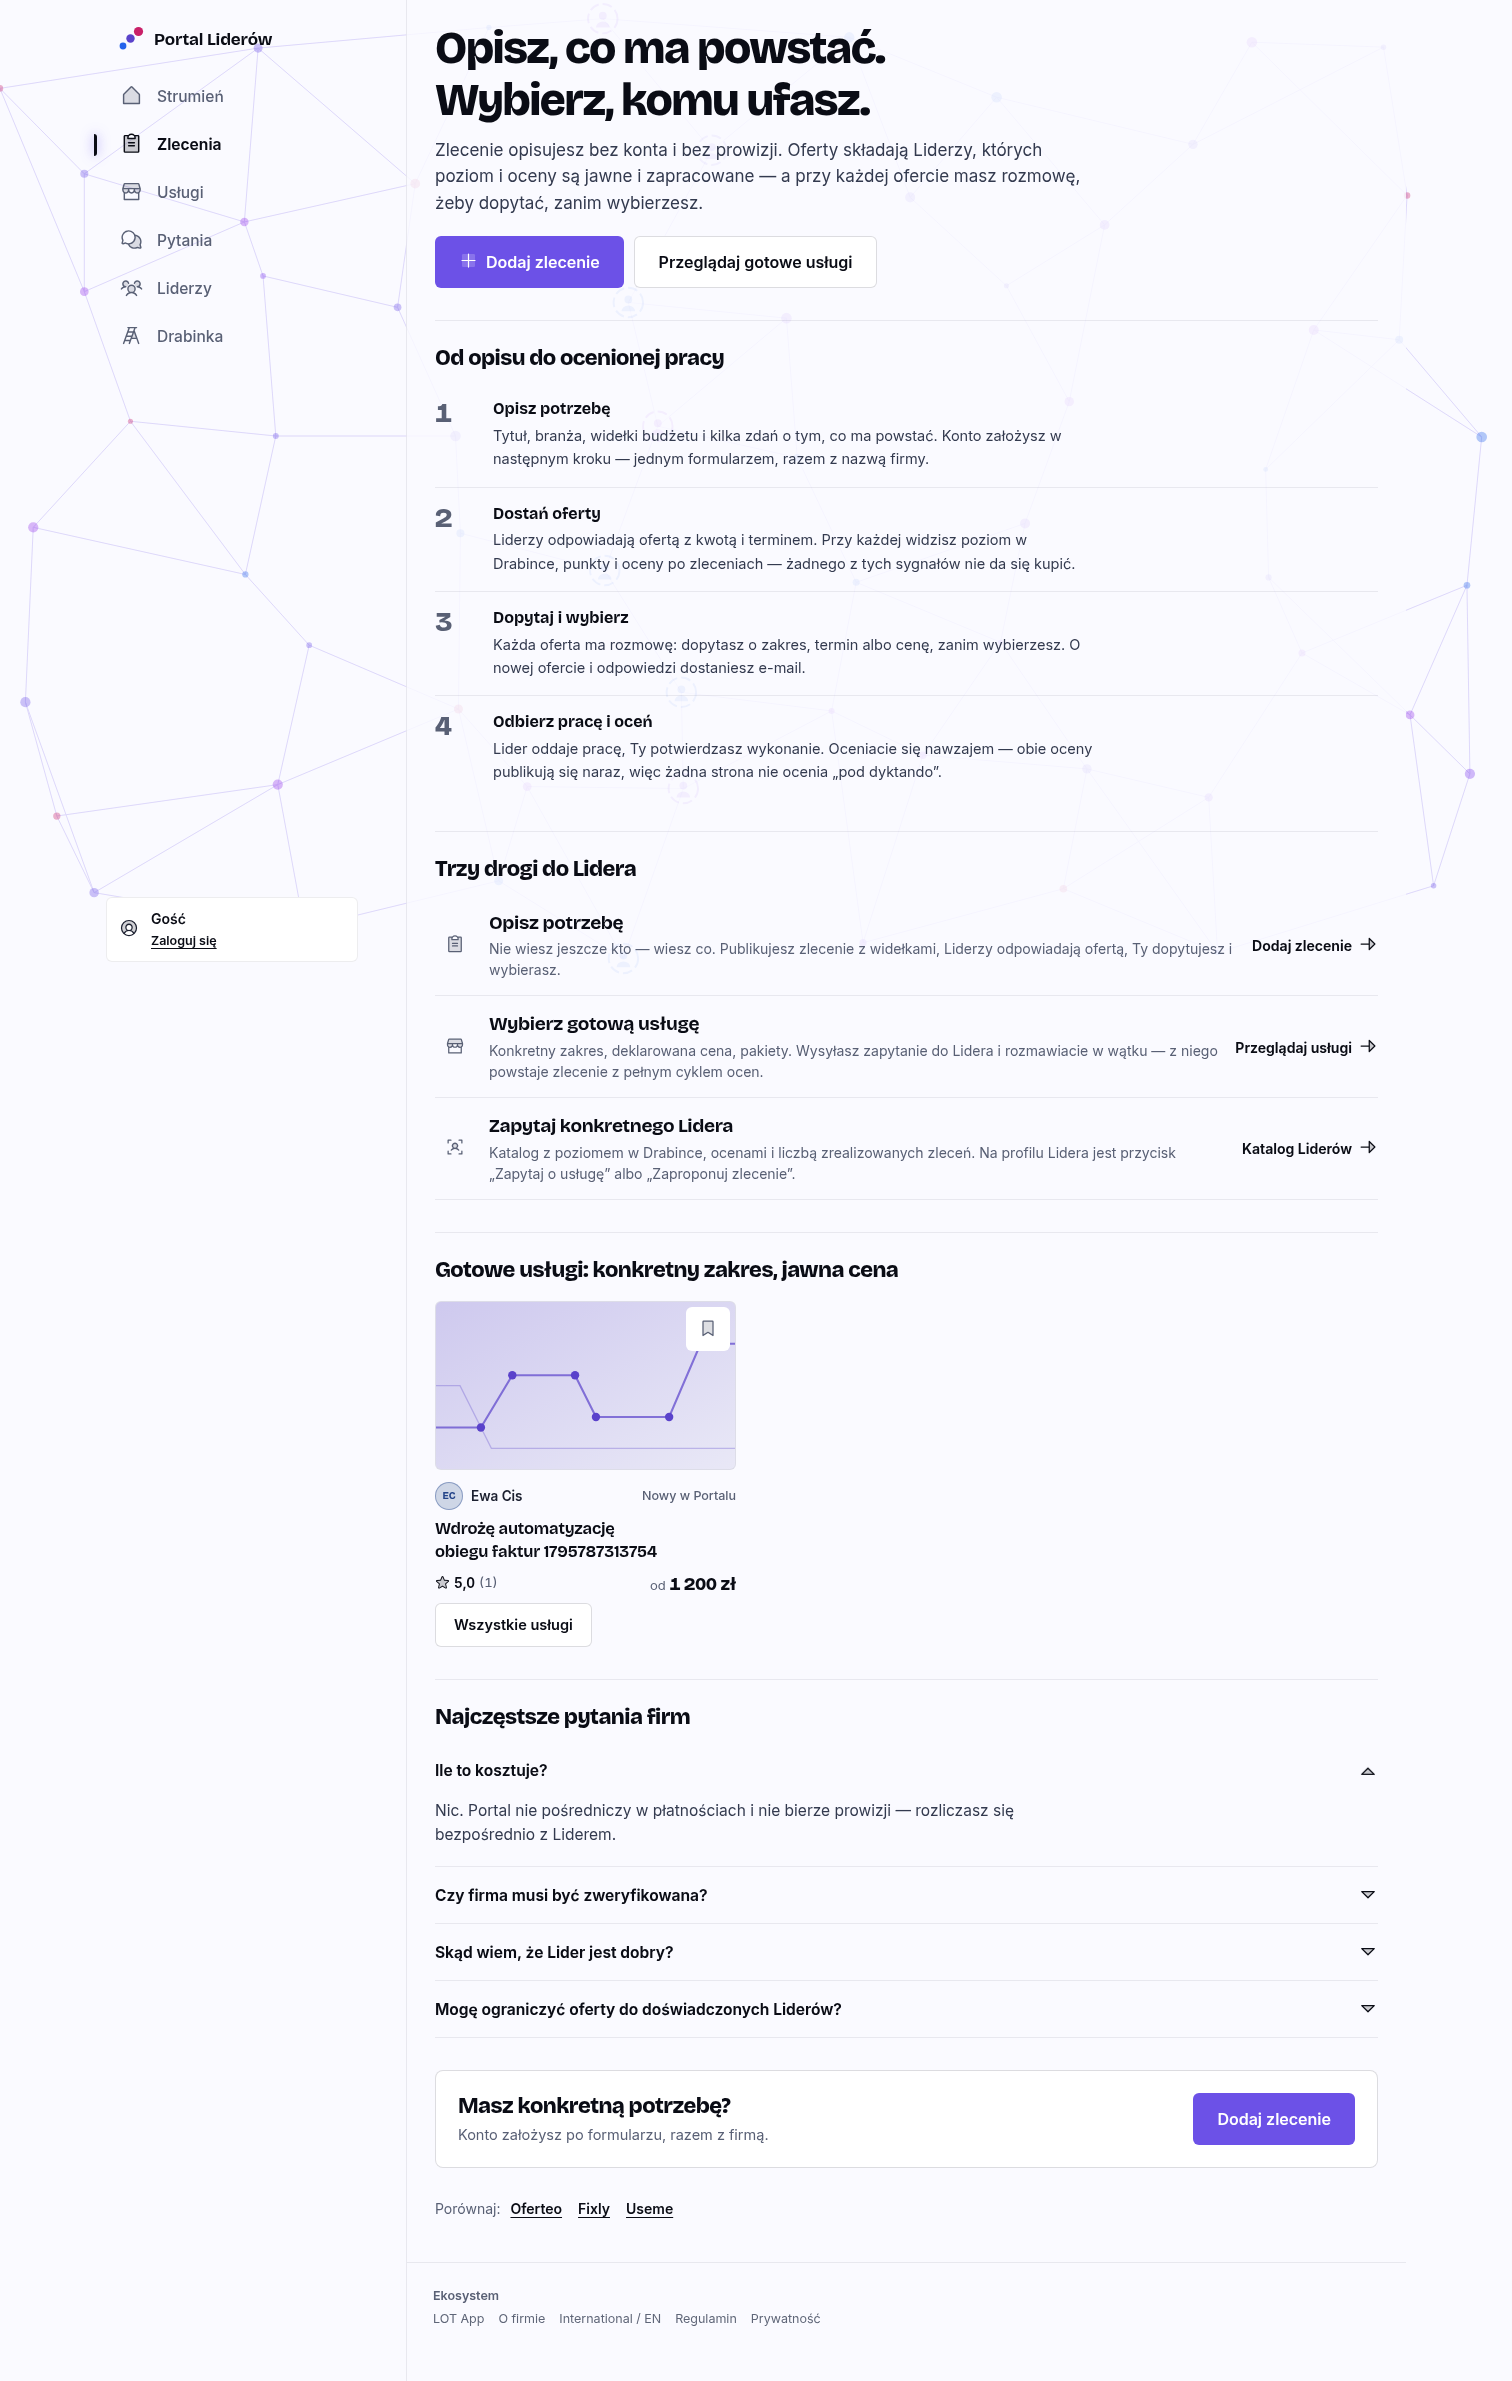 Portal Liderów
Strumień
Zlecenia
Usługi
Pytania
Liderzy
Drabinka
Gość
Zaloguj się
Opisz, co ma powstać.
Wybierz, komu ufasz.
Zlecenie opisujesz bez konta i bez prowizji. Oferty składają Liderzy, których
poziom i oceny są jawne i zapracowane — a przy każdej ofercie masz rozmowę,
żeby dopytać, zanim wybierzesz.
Dodaj zlecenie
Przeglądaj gotowe usługi
Od opisu do ocenionej pracy
1
Opisz potrzebę
Tytuł, branża, widełki budżetu i kilka zdań o tym, co ma powstać. Konto założysz w
następnym kroku — jednym formularzem, razem z nazwą firmy.
2
Dostań oferty
Liderzy odpowiadają ofertą z kwotą i terminem. Przy każdej widzisz poziom w
Drabince, punkty i oceny po zleceniach — żadnego z tych sygnałów nie da się kupić.
3
Dopytaj i wybierz
Każda oferta ma rozmowę: dopytasz o zakres, termin albo cenę, zanim wybierzesz. O
nowej ofercie i odpowiedzi dostaniesz e-mail.
4
Odbierz pracę i oceń
Lider oddaje pracę, Ty potwierdzasz wykonanie. Oceniacie się nawzajem — obie oceny
publikują się naraz, więc żadna strona nie ocenia „pod dyktando”.
Trzy drogi do Lidera
Opisz potrzebę
Nie wiesz jeszcze kto — wiesz co. Publikujesz zlecenie z widełkami, Liderzy odpowiadają ofertą, Ty dopytujesz i
wybierasz.
Dodaj zlecenie
Wybierz gotową usługę
Konkretny zakres, deklarowana cena, pakiety. Wysyłasz zapytanie do Lidera i rozmawiacie w wątku — z niego
powstaje zlecenie z pełnym cyklem ocen.
Przeglądaj usługi
Zapytaj konkretnego Lidera
Katalog z poziomem w Drabince, ocenami i liczbą zrealizowanych zleceń. Na profilu Lidera jest przycisk
„Zapytaj o usługę” albo „Zaproponuj zlecenie”.
Katalog Liderów
Gotowe usługi: konkretny zakres, jawna cena
EC
Ewa Cis
Nowy w Portalu
Wdrożę automatyzację
obiegu faktur 1795787313754
5,0 (1)
od 1 200 zł
Wszystkie usługi
Najczęstsze pytania firm
Ile to kosztuje?
Nic. Portal nie pośredniczy w płatnościach i nie bierze prowizji — rozliczasz się
bezpośrednio z Liderem.
Czy firma musi być zweryfikowana?
Skąd wiem, że Lider jest dobry?
Mogę ograniczyć oferty do doświadczonych Liderów?
Masz konkretną potrzebę?
Konto założysz po formularzu, razem z firmą.
Dodaj zlecenie
Porównaj: Oferteo Fixly Useme
Ekosystem
LOT App O firmie International / EN Regulamin Prywatność